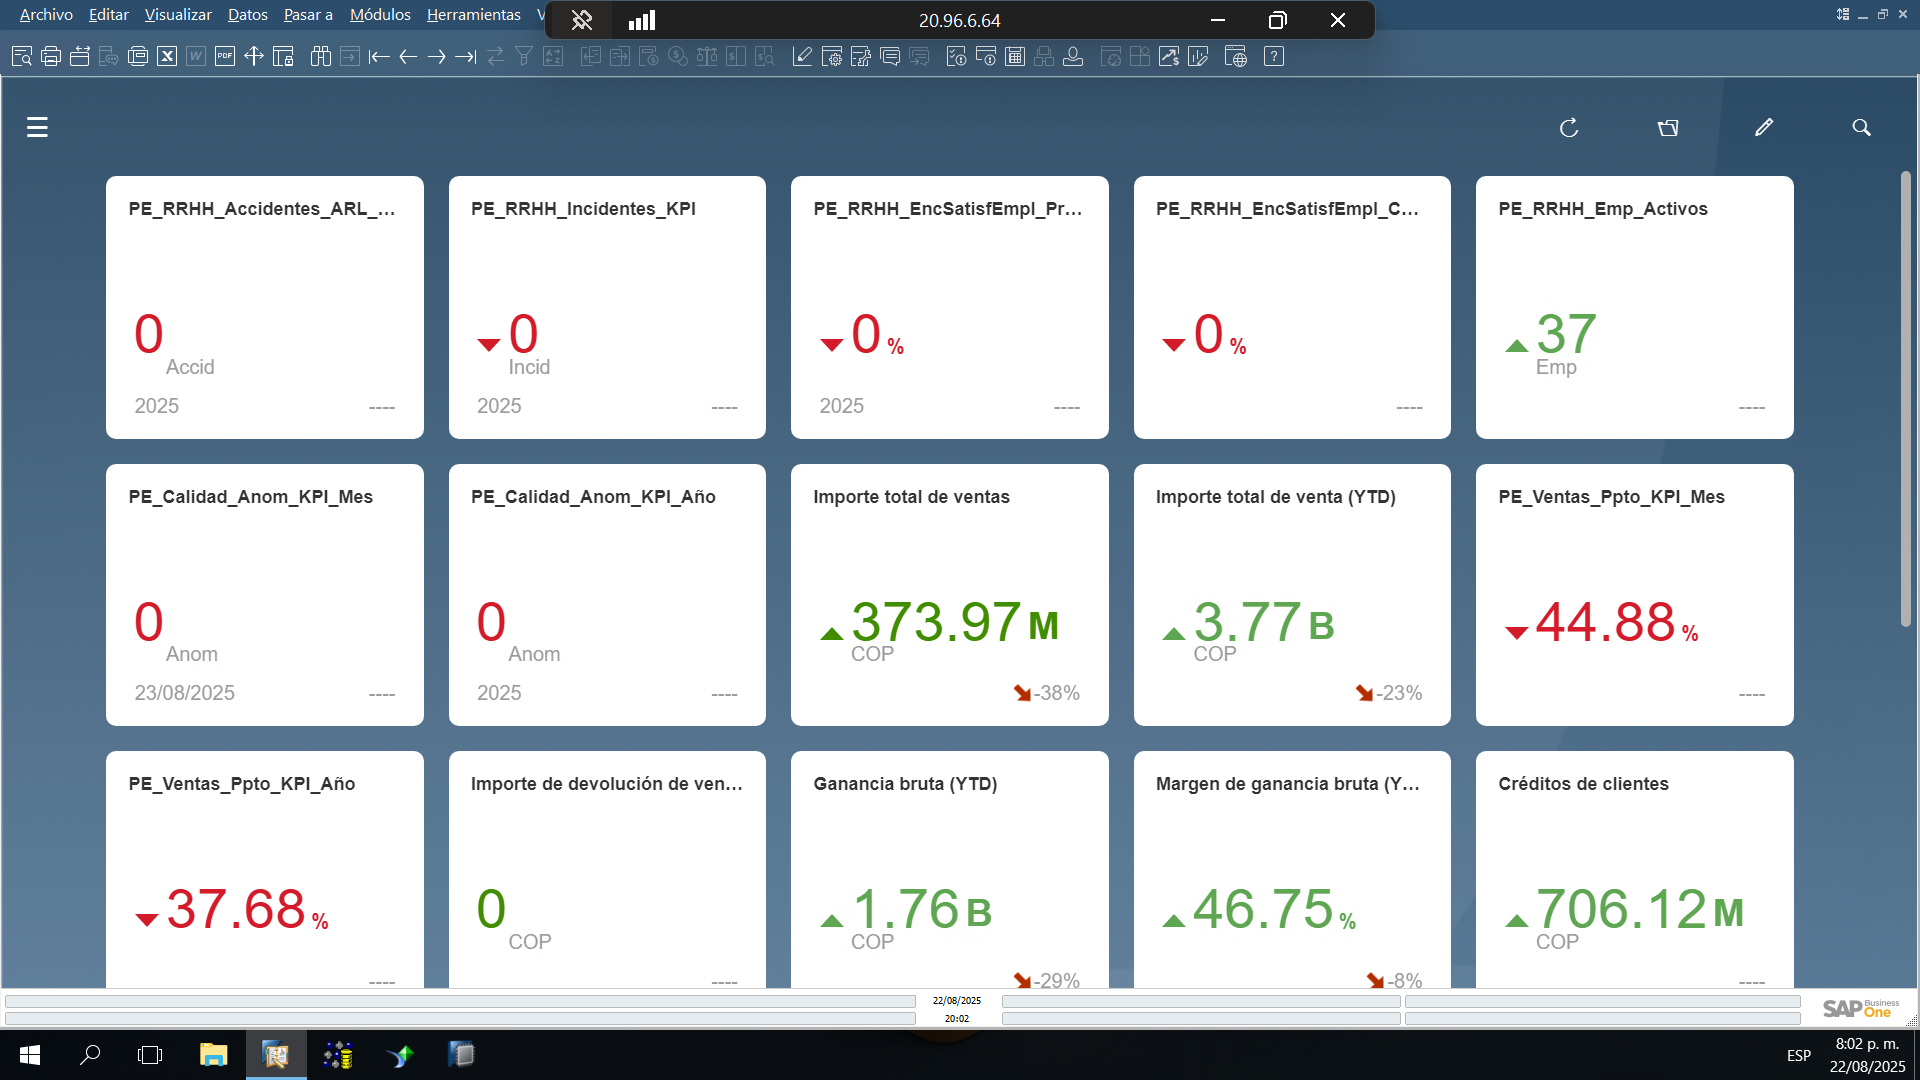 Archivo Editar Visualizar Datos Pasar a Módulos Herramientas V
20.96.6.64
PE_RRHH_Accidentes_ARL_...
0
Accid
2025 ----
PE_RRHH_Incidentes_KPI
0
Incid
2025 ----
PE_RRHH_EncSatisfEmpl_Pr...
0 %
2025 ----
PE_RRHH_EncSatisfEmpl_C...
0 %
----
PE_RRHH_Emp_Activos
37
Emp
----
PE_Calidad_Anom_KPI_Mes
0
Anom
23/08/2025 ----
PE_Calidad_Anom_KPI_Año
0
Anom
2025 ----
Importe total de ventas
373.97 M
COP
-38%
Importe total de venta (YTD)
3.77 B
COP
-23%
PE_Ventas_Ppto_KPI_Mes
44.88 %
----
PE_Ventas_Ppto_KPI_Año
37.68 %
----
Importe de devolución de ven...
0
COP
----
Ganancia bruta (YTD)
1.76 B
COP
-29%
Margen de ganancia bruta (Y...
46.75 %
-8%
Créditos de clientes
706.12 M
COP
----
22/08/2025
20:02
SAP Business One
ESP
8:02 p. m.
22/08/2025